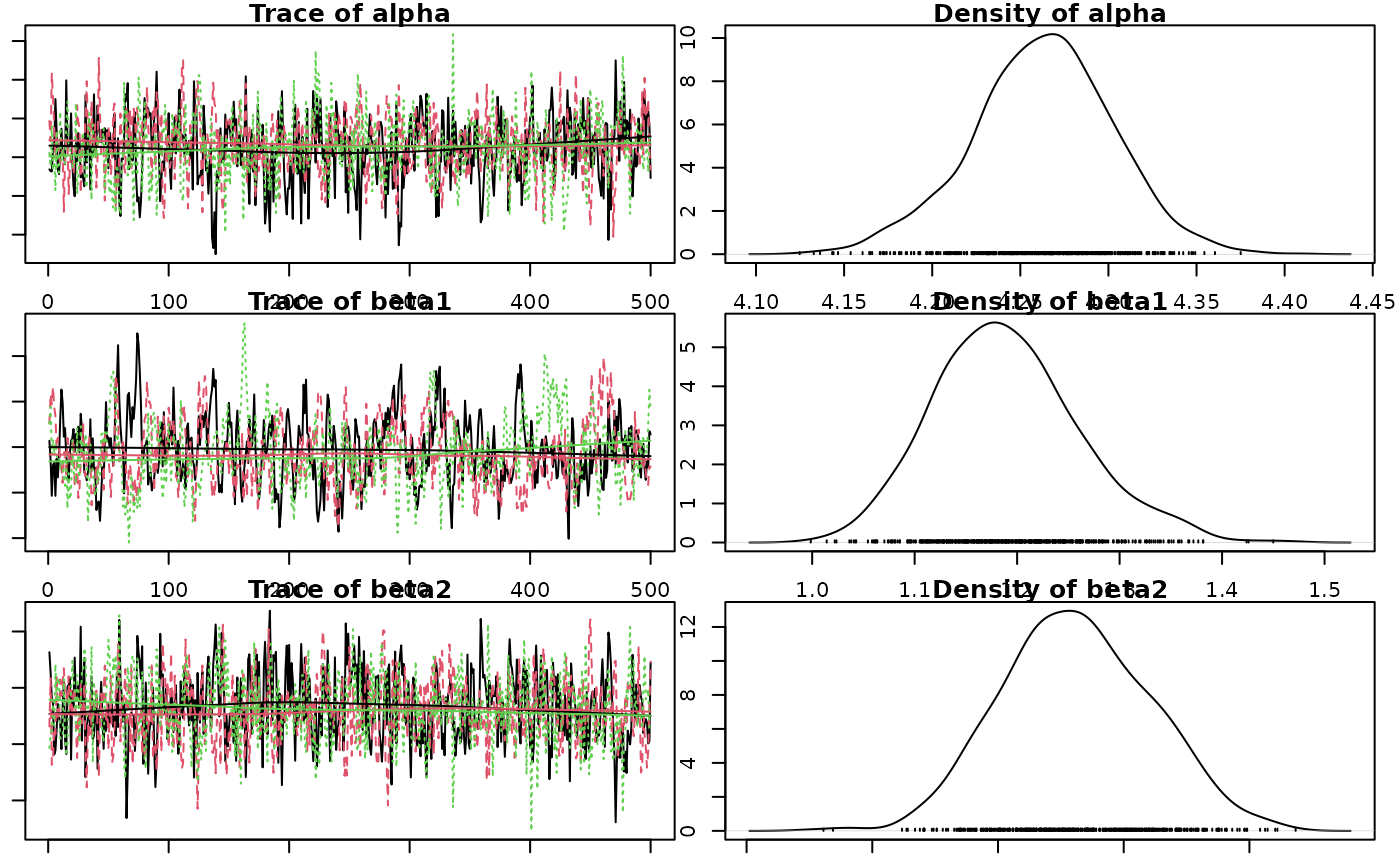 Trace of alpha
Density of alpha
10
8
6
4
2
0
0 100 200 300 400 500
4.10 4.15 4.20 4.25 4.30 4.35 4.40 4.45
Trace of beta1
Density of beta1
5
4
3
2
1
0
0 100 200 300 400 500
1.0 1.1 1.2 1.3 1.4 1.5
Trace of beta2
Density of beta2
12
8
4
0